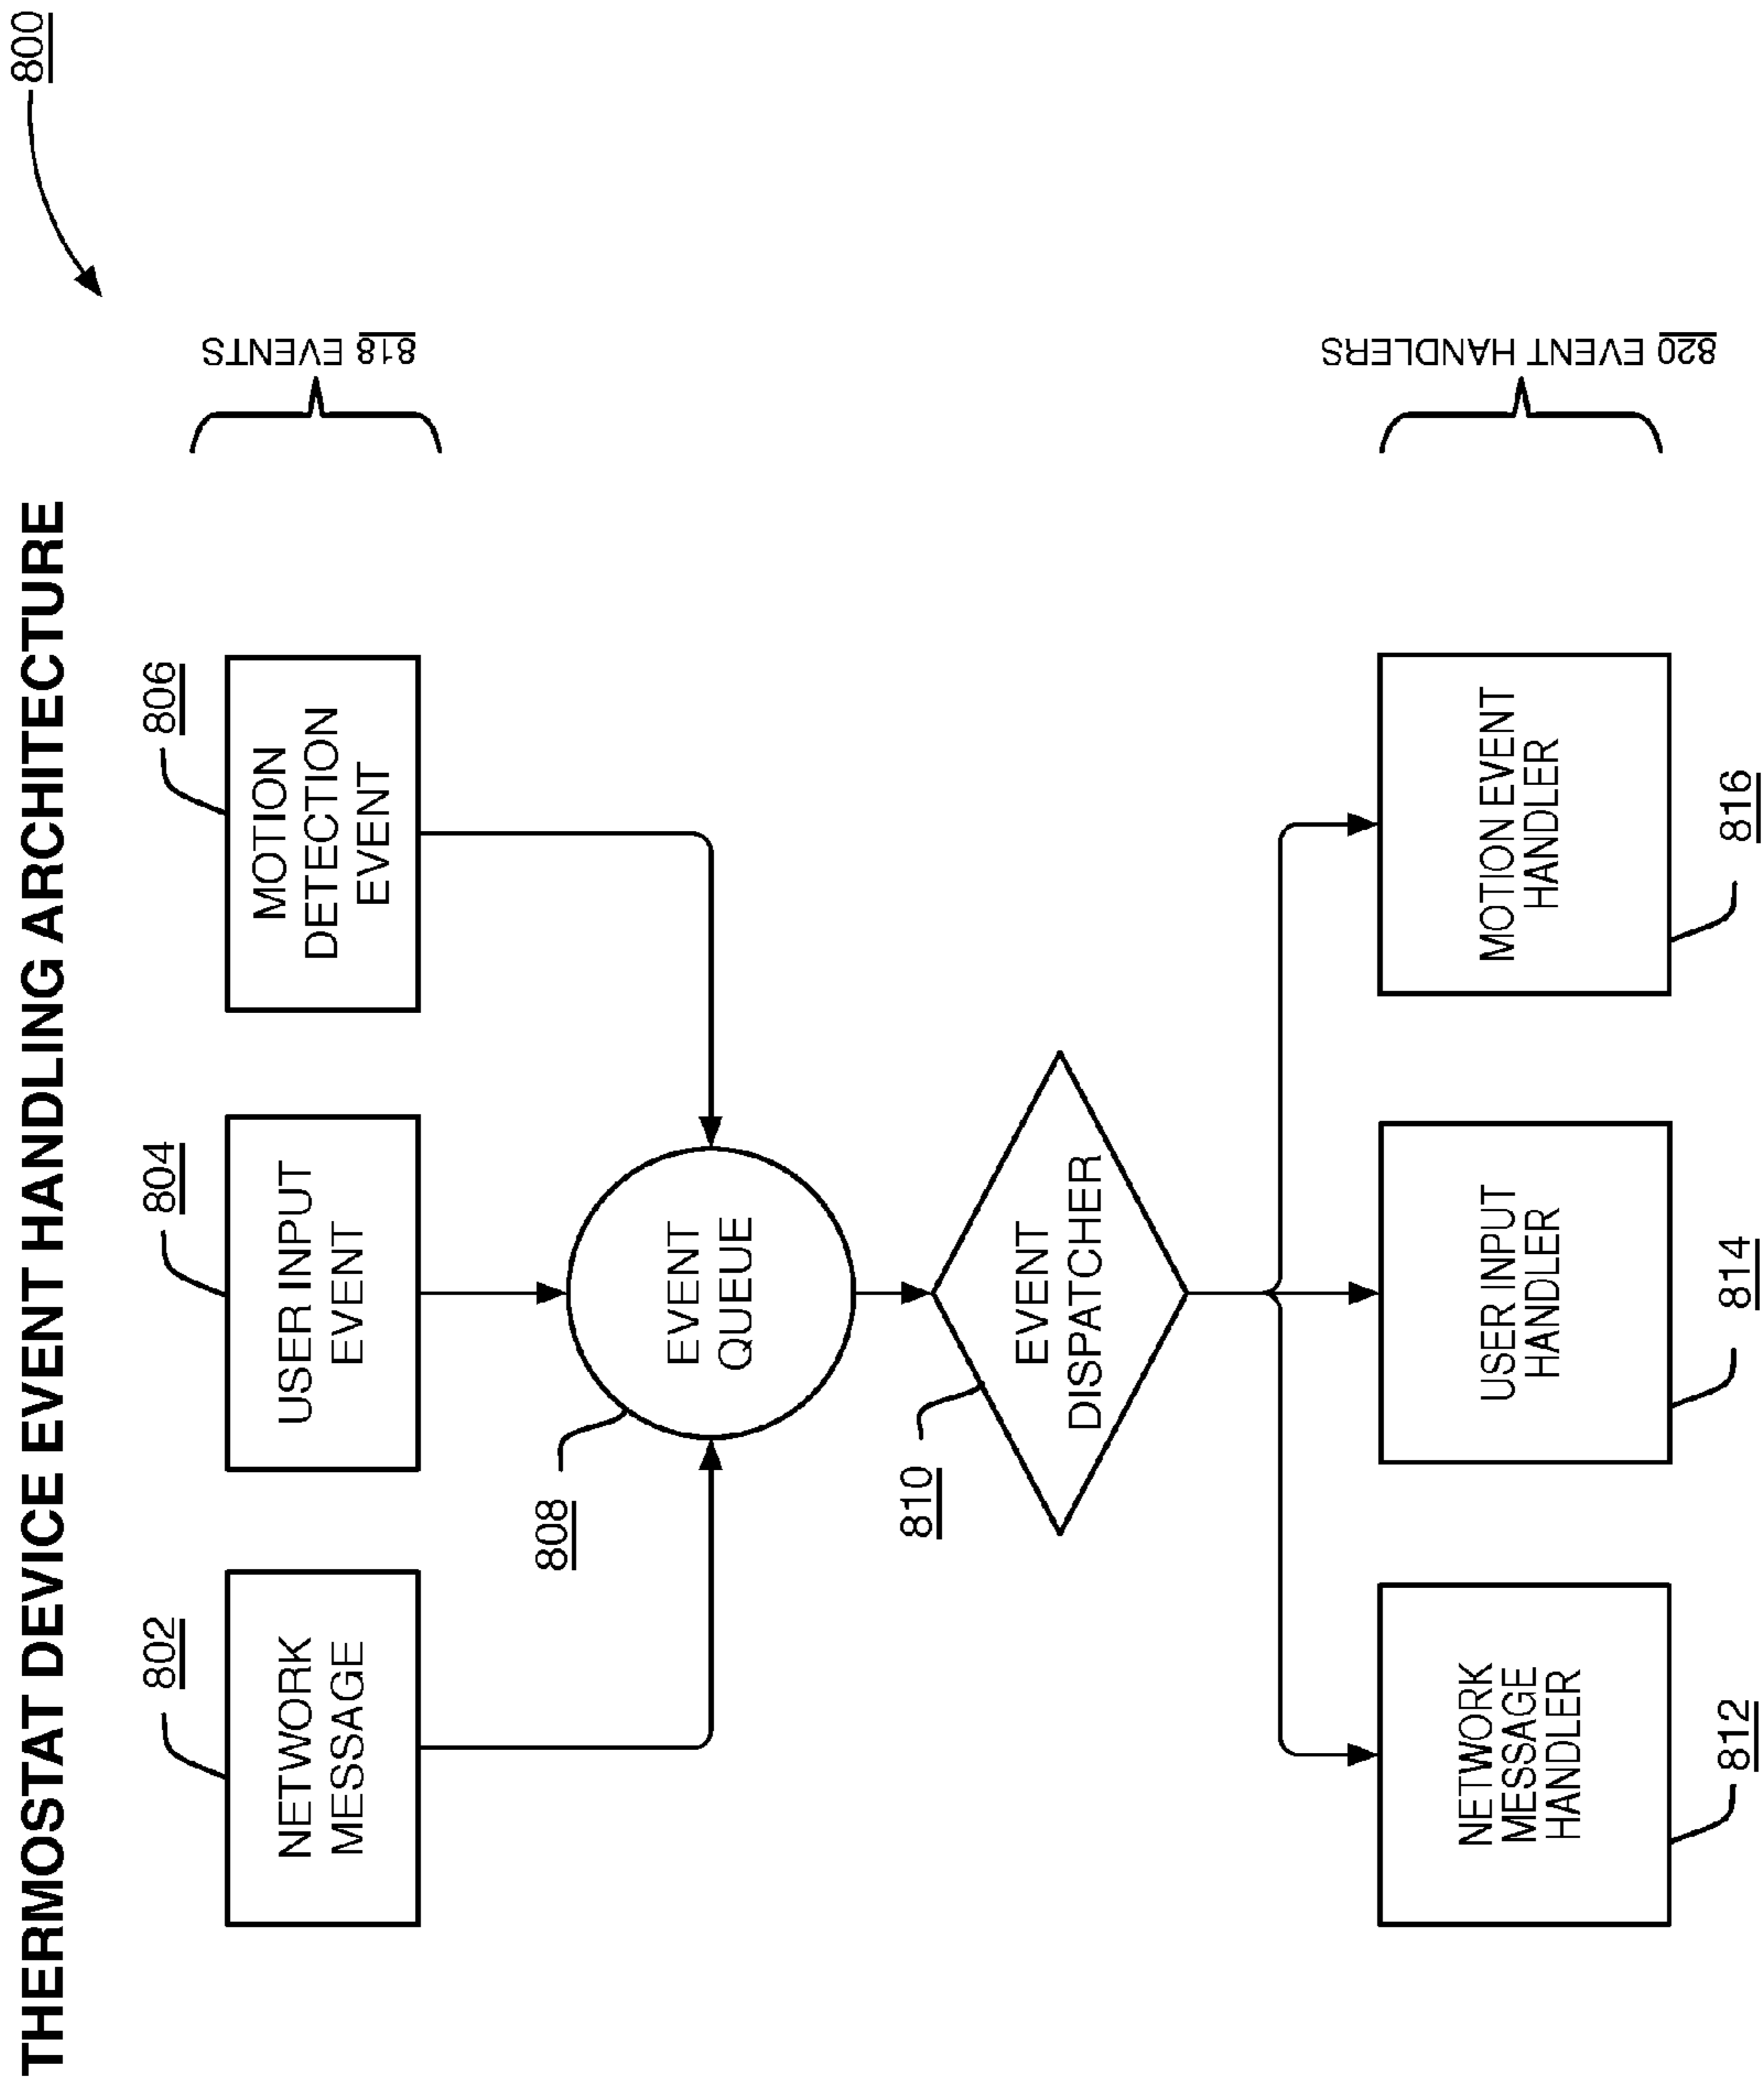 THERMOSTAT DEVICE EVENT HANDLING ARCHITECTURE
800
802
804
806
NETWORK
MESSAGE
USER INPUT
EVENT
MOTION
DETECTION
EVENT
818 EVENTS
808
EVENT
QUEUE
810
EVENT
DISPATCHER
NETWORK
MESSAGE
HANDLER
USER INPUT
HANDLER
MOTION EVENT
HANDLER
820 EVENT HANDLERS
812
814
816